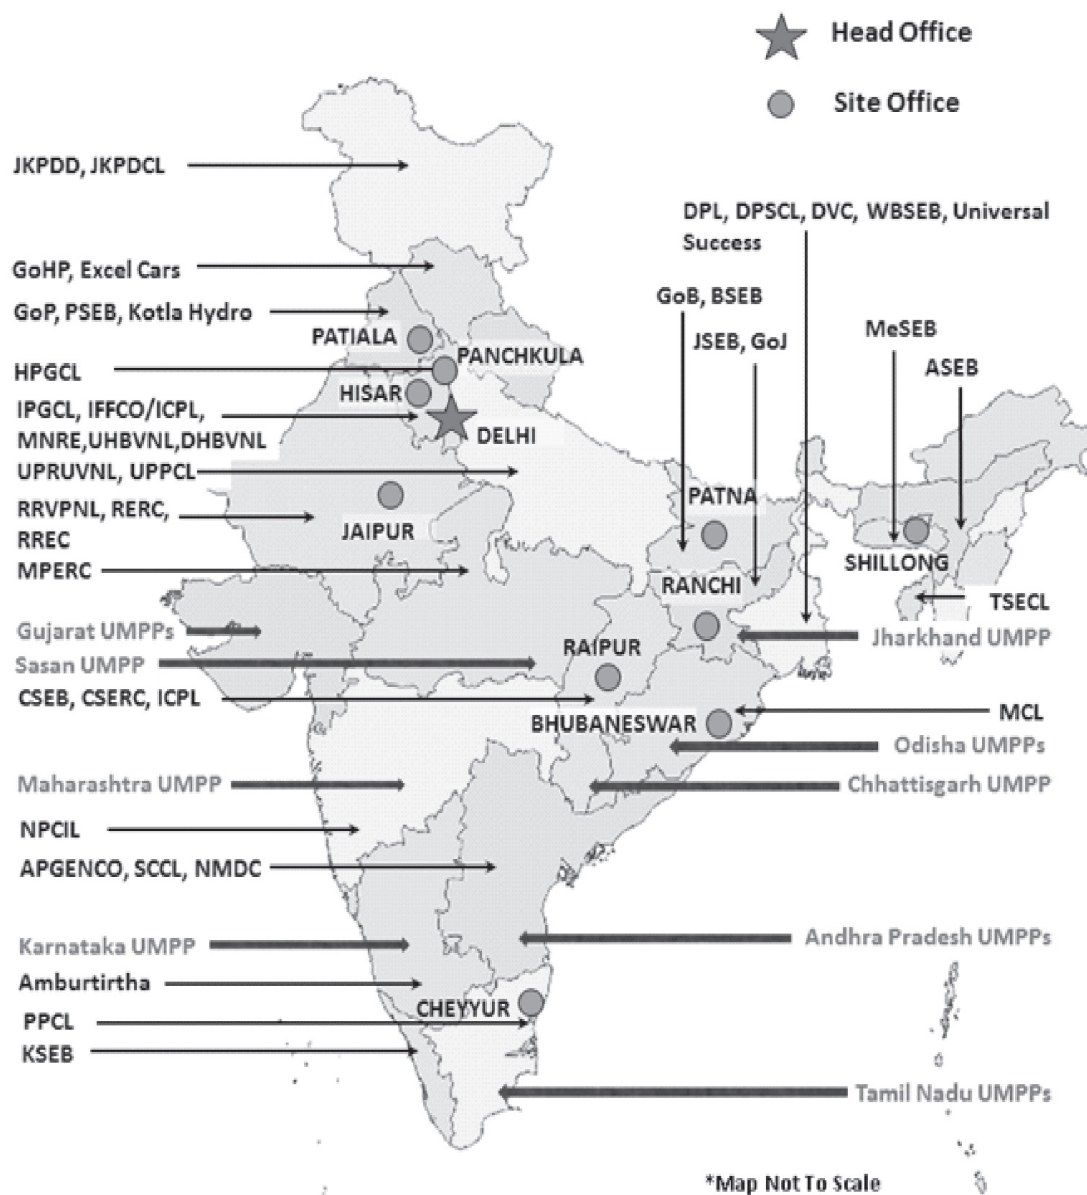 Head Office
Site Office
JKPDD, JKPDCL
DPL, DPSCL, DVC, WBSEB, Universal
Success
GoHP, Excel Cars
GoB, BSEB
GoP, PSEB, Kotla Hydro
MeSEB
PATIALA
JSEB, GoJ
PANCHKULA
ASEB
HPGCL
HISAR
IPGCL, IFFCO/ICPL,
MNRE,UHBVNL,DHBVNL
DELHI
UPRUVNL, UPPCL
PATNA
RRVPNL, RERC,
RREC
JAIPUR
SHILLONG
MPERC
RANCHI
TSECL
Gujarat UMPPs
Jharkhand UMPP
RAIPUR
Sasan UMPP
CSEB, CSERC, ICPL
MCL
BHUBANESWAR
Odisha UMPPs
Maharashtra UMPP
Chhattisgarh UMPP
NPCIL
APGENCO, SCCL, NMDC
Karnataka UMPP
Andhra Pradesh UMPPs
Amburtirtha
CHEYYUR
PPCL
KSEB
Tamil Nadu UMPPs
*Map Not To Scale